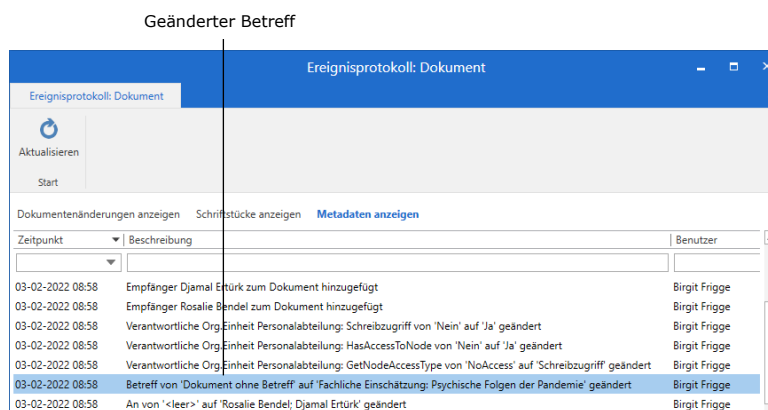 Geänderter Betreff
Ereignisprotokoll: Dokument
Ereignisprotokoll: Dokument
Aktualisieren
Start
Dokumentenänderungen anzeigen Schriftstücke anzeigen Metadaten anzeigen
Zeitpunkt Beschreibung Benutzer
03-02-2022 08:58 Empfänger Djamal Ertürk zum Dokument hinzugefügt Birgit Frigge
03-02-2022 08:58 Empfänger Rosalie Bendel zum Dokument hinzugefügt Birgit Frigge
03-02-2022 08:58 Verantwortliche Org.Einheit Personalabteilung: Schreibzugriff von 'Nein' auf 'Ja' geändert Birgit Frigge
03-02-2022 08:58 Verantwortliche Org.Einheit Personalabteilung: HasAccessToNode von 'Nein' auf 'Ja' geändert Birgit Frigge
03-02-2022 08:58 Verantwortliche Org.Einheit Personalabteilung: GetNodeAccessType von 'NoAccess' auf 'Schreibzugriff' geändert Birgit Frigge
03-02-2022 08:58 Betreff von 'Dokument ohne Betreff' auf 'Fachliche Einschätzung: Psychische Folgen der Pandemie' geändert Birgit Frigge
03-02-2022 08:58 An von '<leer>' auf 'Rosalie Bendel; Djamal Ertürk' geändert Birgit Frigge